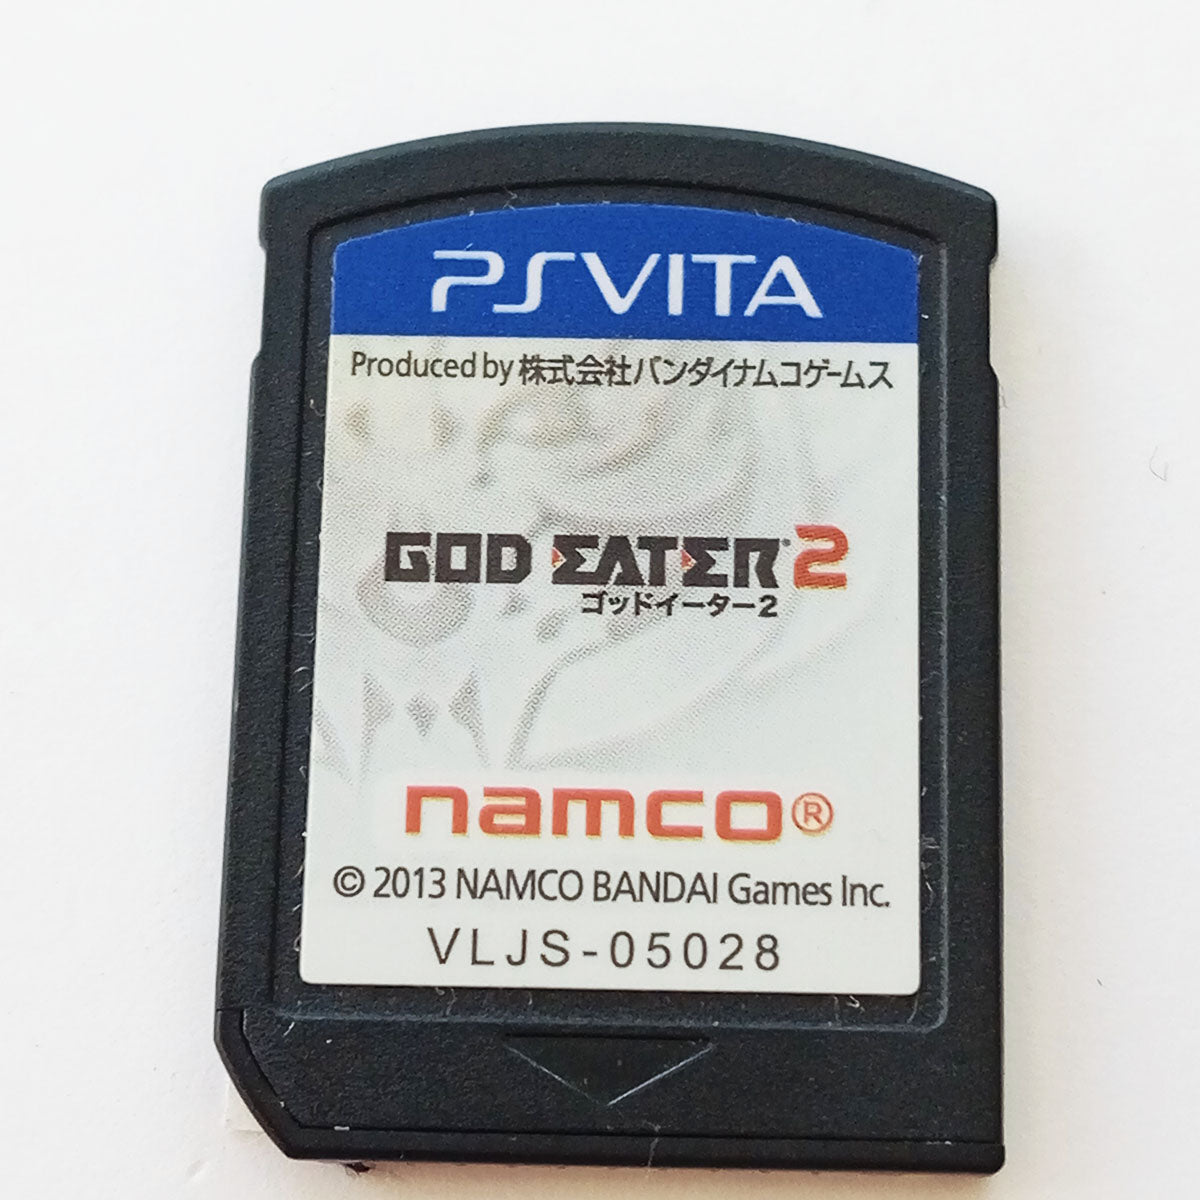 PSVITA
Produced by 株式会社バンダイナムコゲームス
GOD EATER 2
ゴッドイーター2
namco®
© 2013 NAMCO BANDAI Games Inc.
VLJS-05028